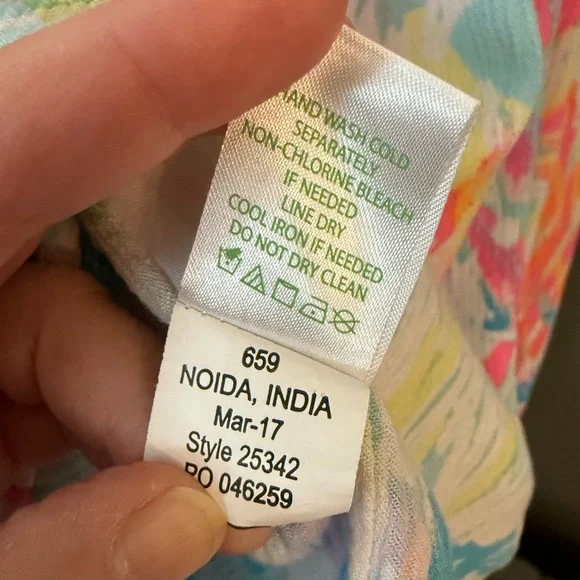 HAND WASH COLD
SEPARATELY
NON-CHLORINE BLEACH
IF NEEDED
LINE DRY
COOL IRON IF NEEDED
DO NOT DRY CLEAN
659
NOIDA, INDIA
Mar-17
Style 25342
PO 046259